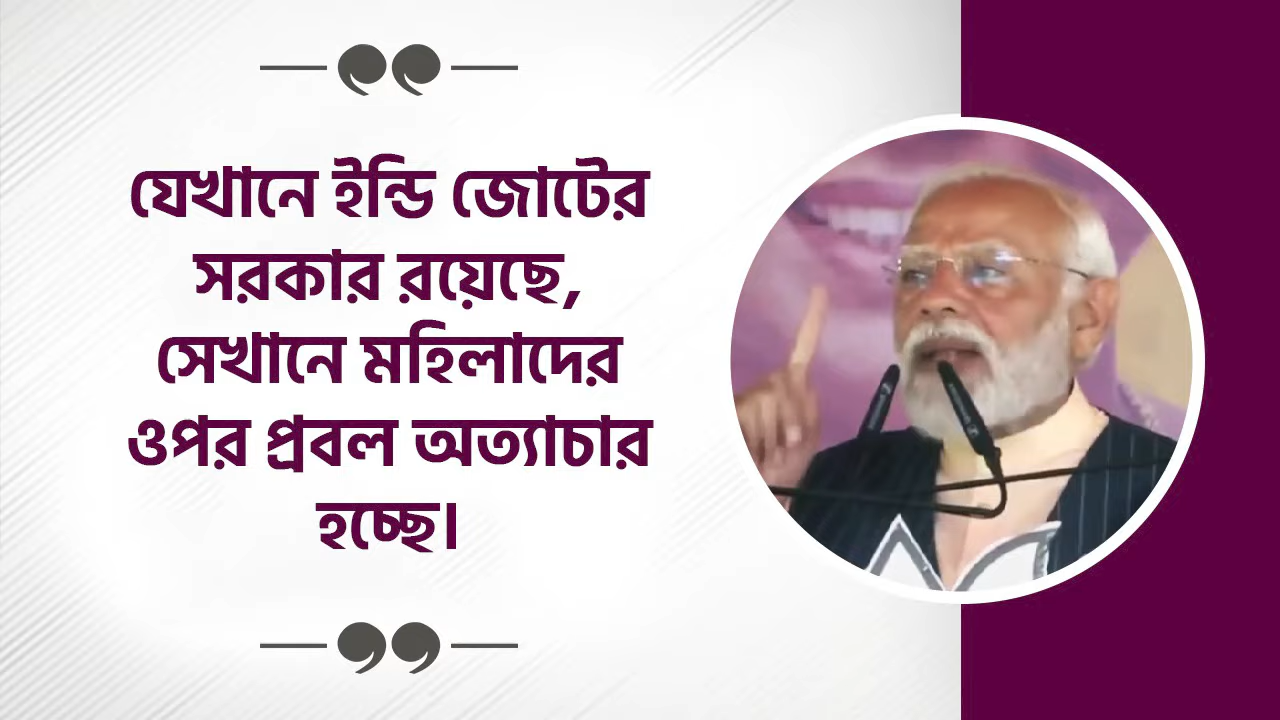 যেখানে ইন্ডি জোটের
সরকার রয়েছে,
সেখানে মহিলাদের
ওপর প্রবল অত্যাচার
হচ্ছে।